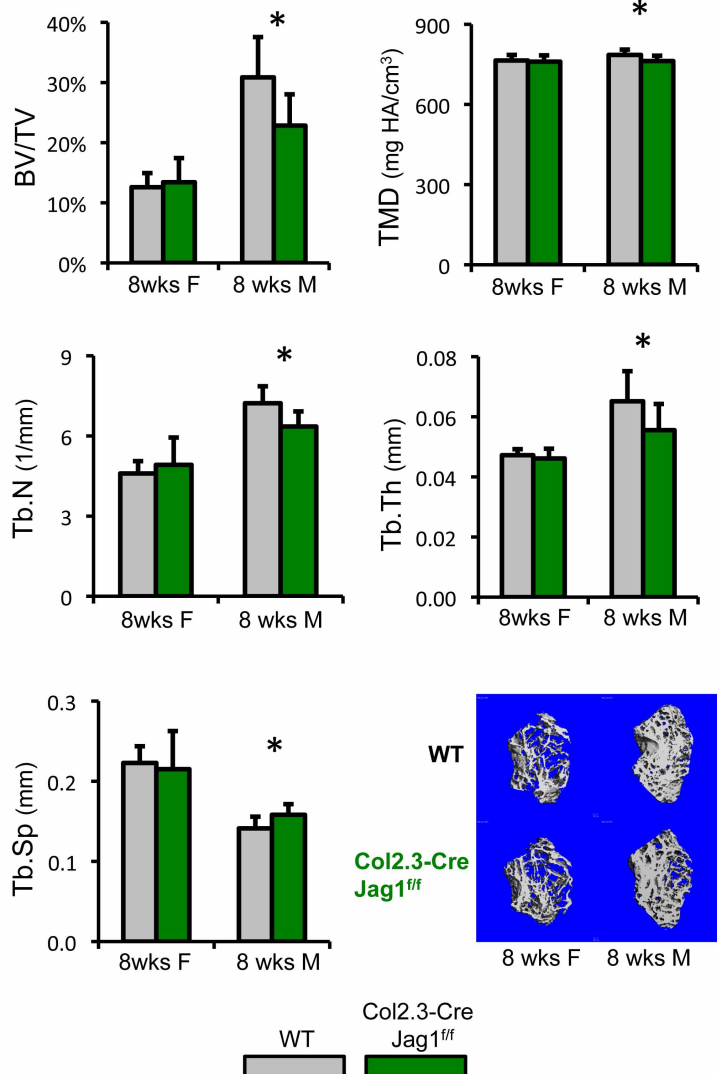 40%
30%
20%
10%
0%
BV/TV
*
8wks F
8 wks M
900
600
300
0
TMD (mg HA/cm³)
*
8wks F
8 wks M
9
6
3
0
Tb.N (1/mm)
*
8wks F
8 wks M
0.08
0.06
0.04
0.02
0.00
Tb.Th (mm)
*
8wks F
8 wks M
0.3
0.2
0.1
0.0
Tb.Sp (mm)
*
8wks F
8 wks M
WT
Col2.3-Cre
Jag1f/f
8 wks F
8 wks M
WT
Col2.3-Cre
Jag1f/f